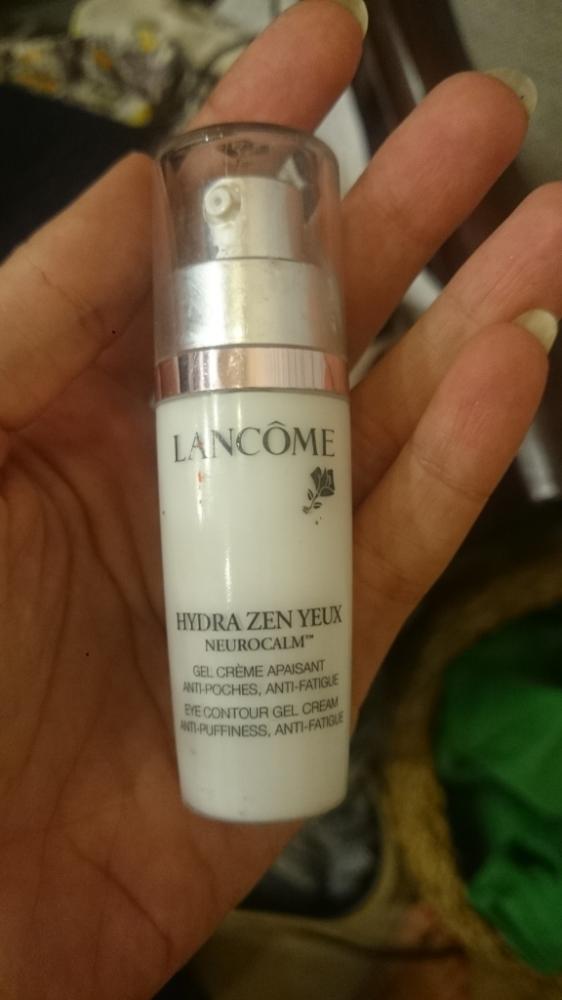 LANCÔME
HYDRA ZEN YEUX
NEUROCALM™
GEL CRÈME APAISANT
ANTI-POCHES, ANTI-FATIGUE
EYE CONTOUR GEL CREAM
ANTI-PUFFINESS, ANTI-FATIGUE